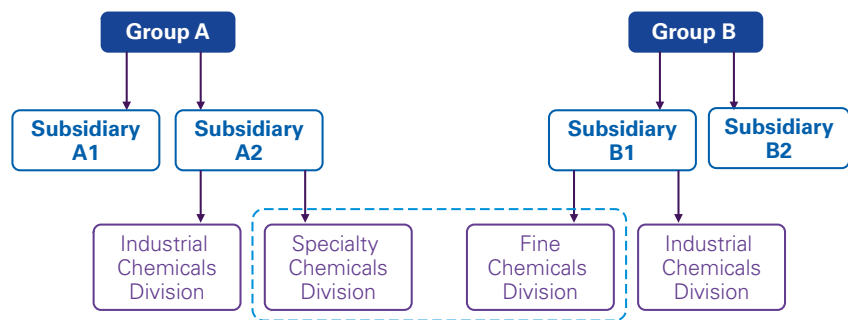 Group A
Group B
Subsidiary
A1
Subsidiary
A2
Subsidiary
B1
Subsidiary
B2
Industrial
Chemicals
Division
Specialty
Chemicals
Division
Fine
Chemicals
Division
Industrial
Chemicals
Division